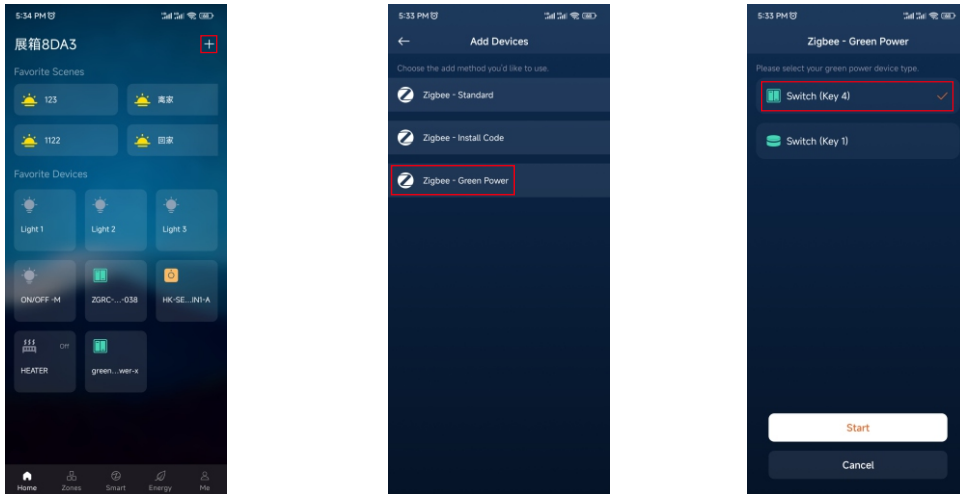 5:34 PM
展箱8DA3
Favorite Scenes
123
离家
1122
回家
Favorite Devices
Light 1
Light 2
Light 3
ON/OFF -M
ZGRC-...-038
HK-SE...IN1-A
Off
HEATER
green...wer-x
Home
Zones
Smart
Energy
Me
5:33 PM
Add Devices
Choose the add method you'd like to use.
Zigbee - Standard
Zigbee - Install Code
Zigbee - Green Power
5:33 PM
Zigbee - Green Power
Please select your green power device type.
Switch (Key 4)
Switch (Key 1)
Start
Cancel